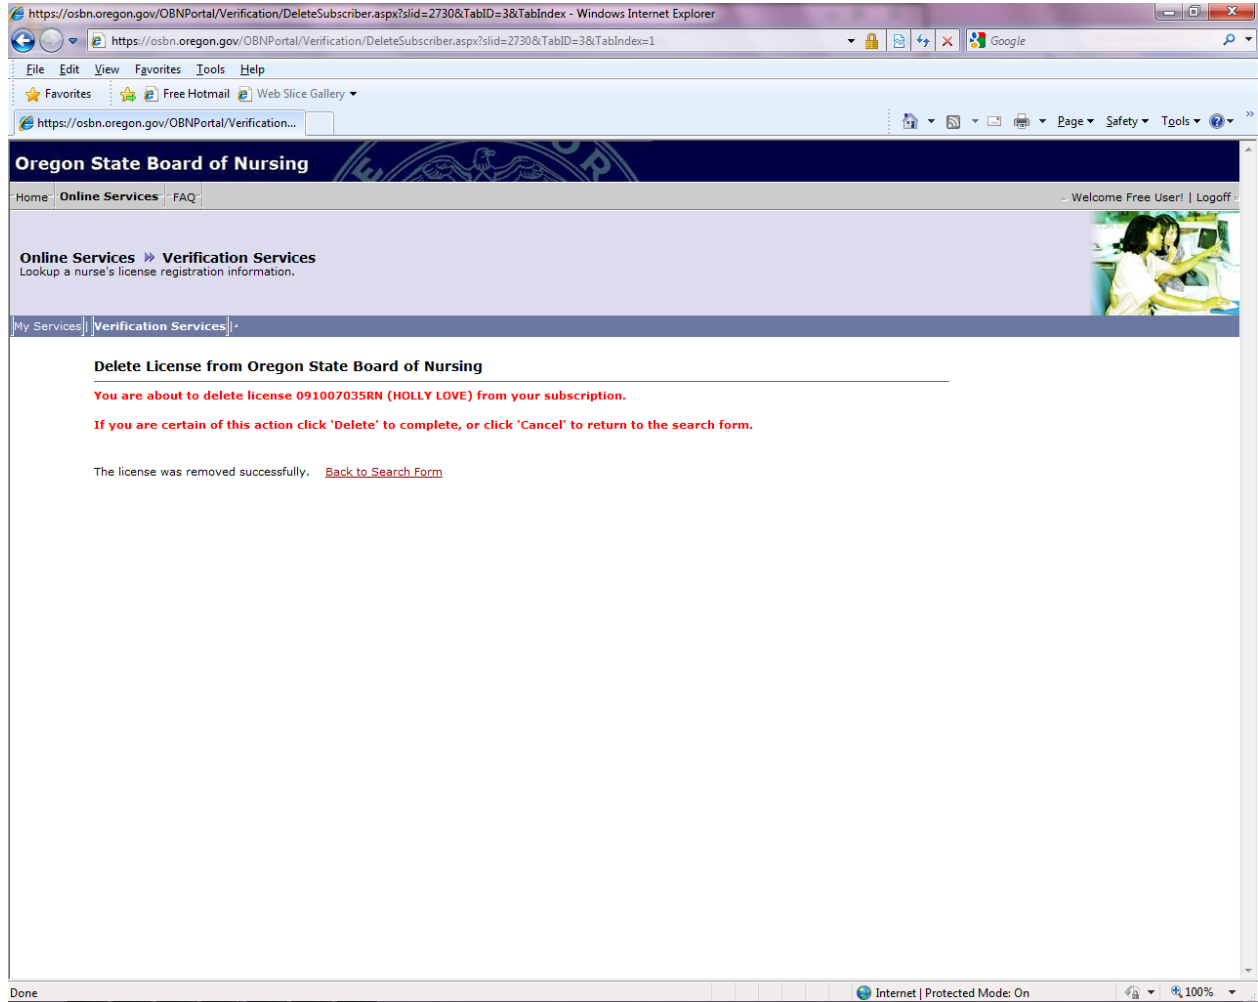 https://osbn.oregon.gov/OBNPortal/Verification/DeleteSubscriber.aspx?slid=2730&TabID=3&TabIndex - Windows Internet Explorer
https://osbn.oregon.gov/OBNPortal/Verification/DeleteSubscriber.aspx?slid=2730&TabID=3&TabIndex=1 Google
File Edit View Favorites Tools Help
Favorites Free Hotmail Web Slice Gallery
https://osbn.oregon.gov/OBNPortal/Verification... Page Safety Tools »
Oregon State Board of Nursing
Home Online Services FAQ Welcome Free User! | Logoff
Online Services Verification Services
Lookup a nurse's license registration information.
My Services | Verification Services |
Delete License from Oregon State Board of Nursing
You are about to delete license 091007035RN (HOLLY LOVE) from your subscription.
If you are certain of this action click 'Delete' to complete, or click 'Cancel' to return to the search form.
The license was removed successfully. Back to Search Form
Done Internet | Protected Mode: On 100%